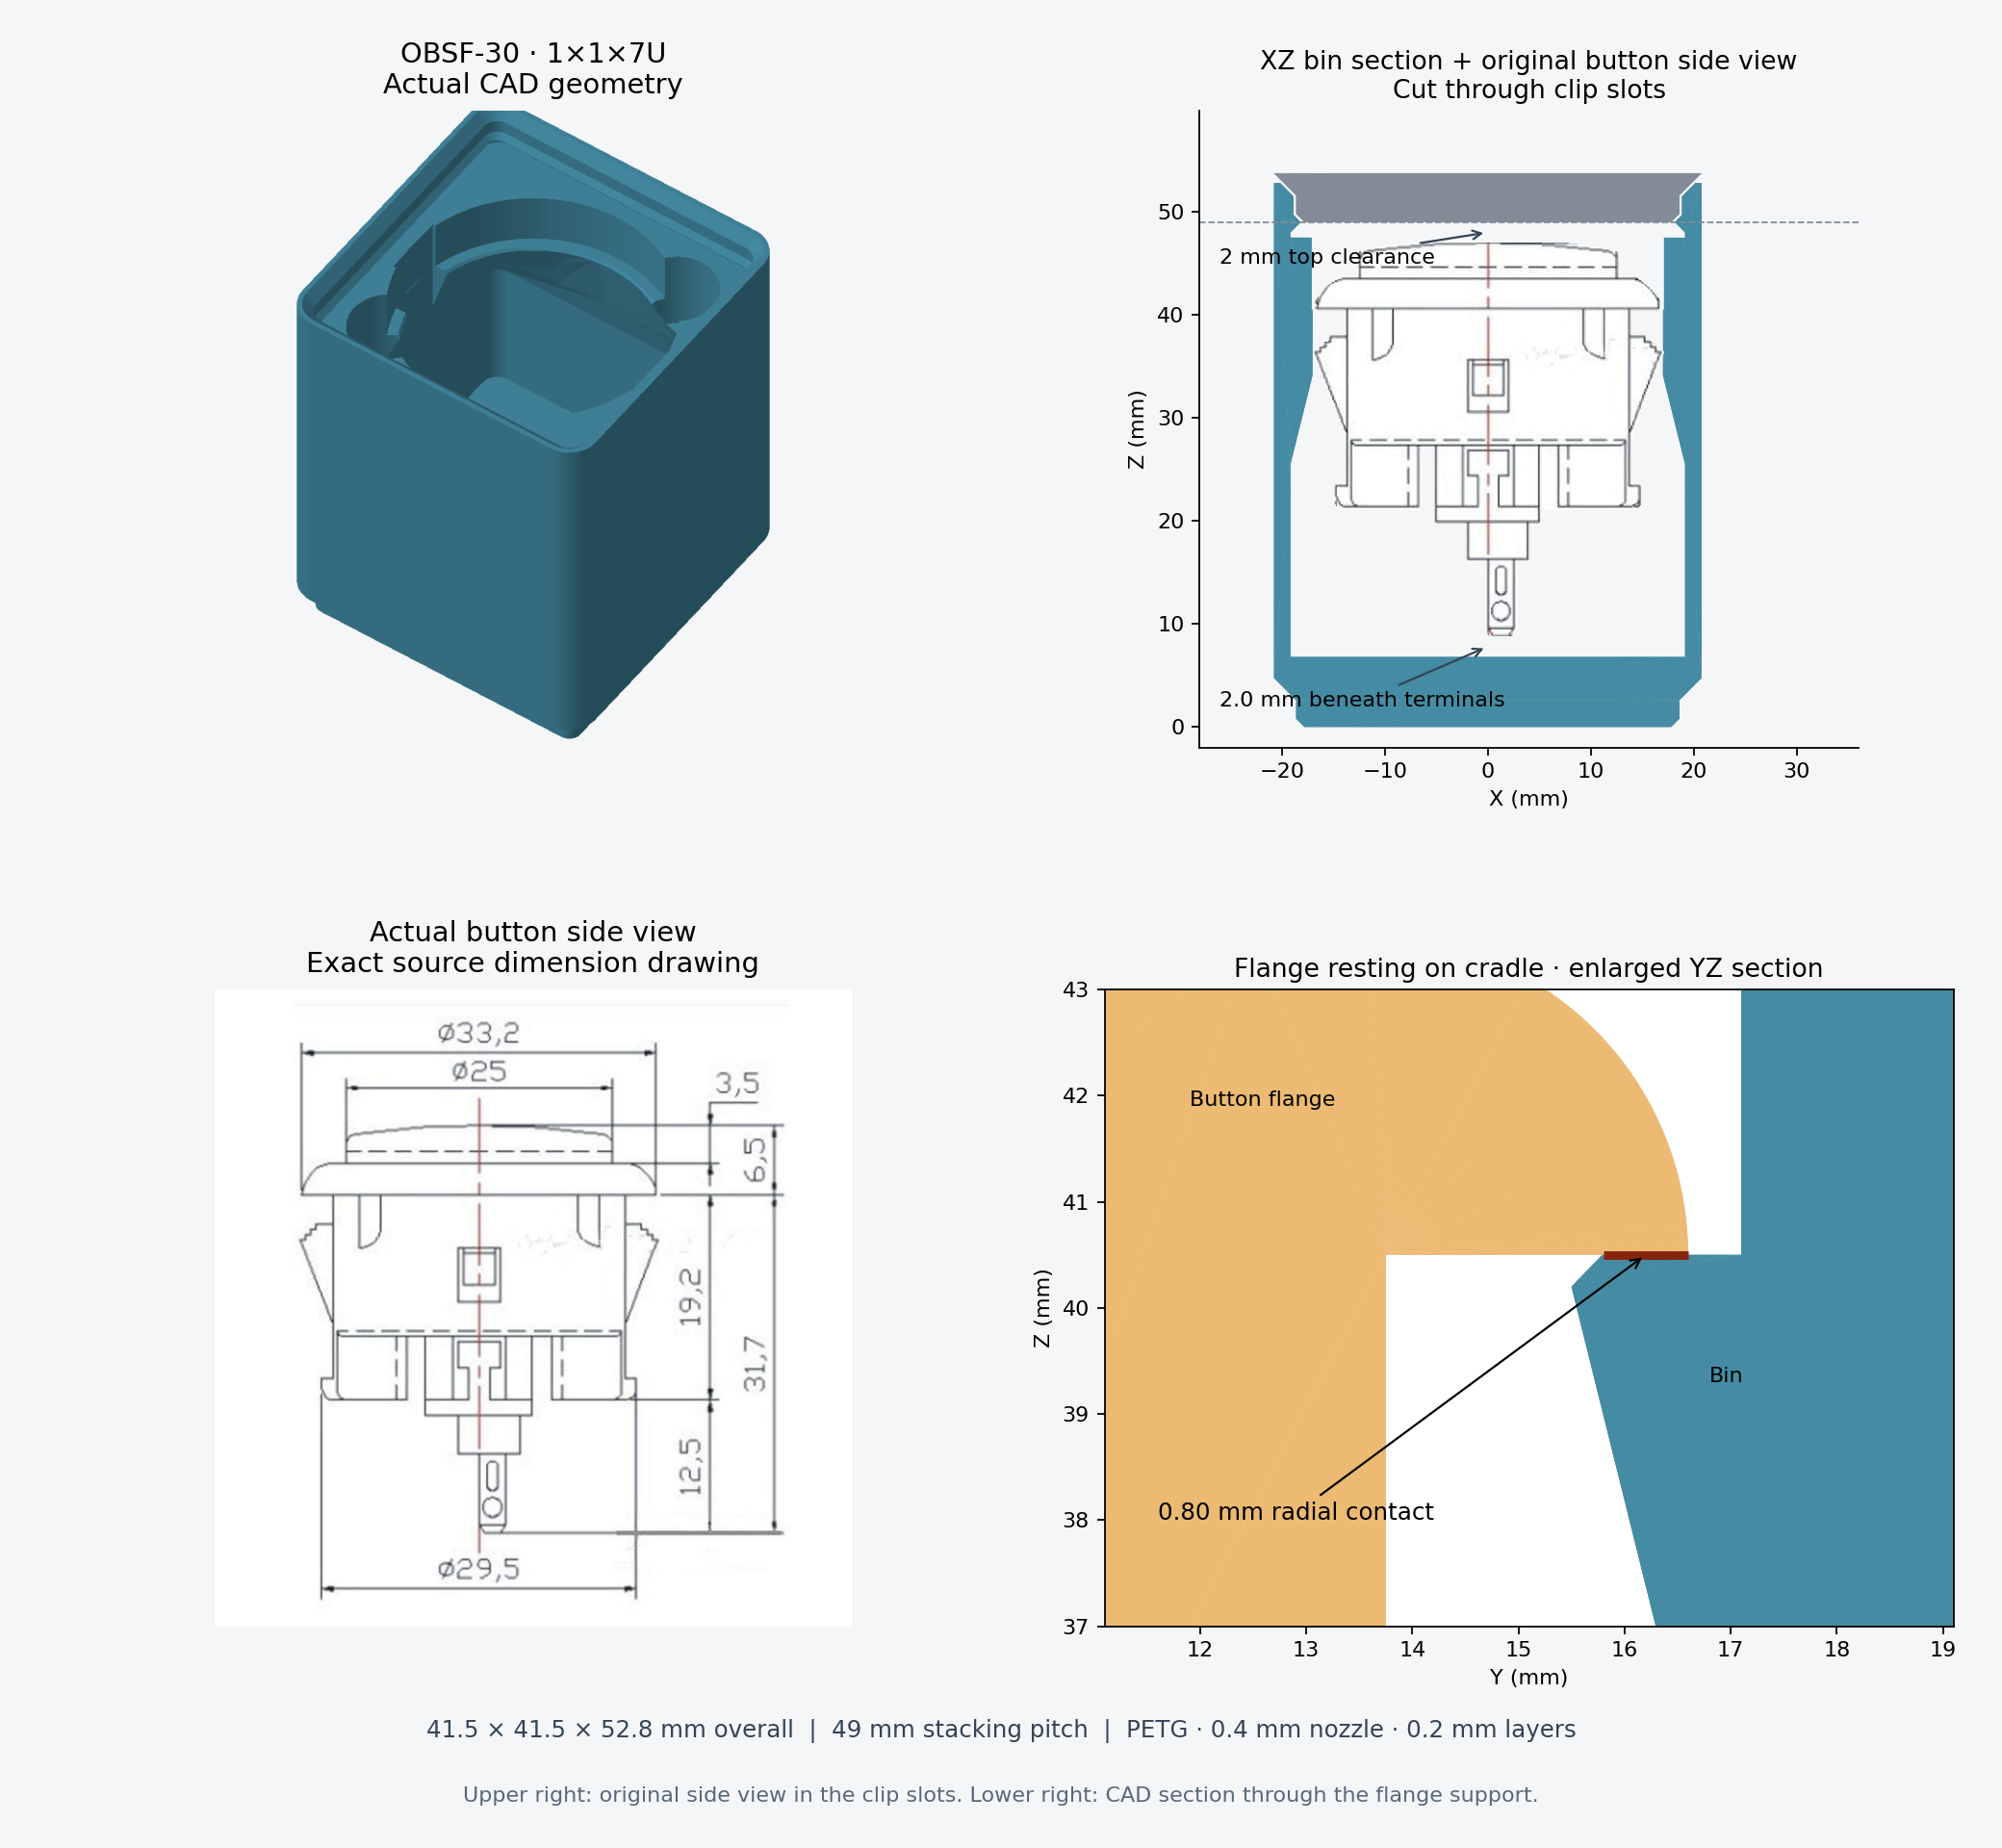 OBSF-30 · 1×1×7U
Actual CAD geometry
XZ bin section + original button side view
Cut through clip slots
2 mm top clearance
2.0 mm beneath terminals
50
40
30
20
10
0
Z (mm)
−20
−10
0
10
20
30
X (mm)
Actual button side view
Exact source dimension drawing
ø33,2
ø25
3,5
6,5
19,2
31,7
12,5
ø29,5
Flange resting on cradle · enlarged YZ section
43
42
41
40
39
38
37
Z (mm)
Button flange
Bin
0.80 mm radial contact
12
13
14
15
16
17
18
19
Y (mm)
41.5 × 41.5 × 52.8 mm overall | 49 mm stacking pitch | PETG · 0.4 mm nozzle · 0.2 mm layers
Upper right: original side view in the clip slots. Lower right: CAD section through the flange support.